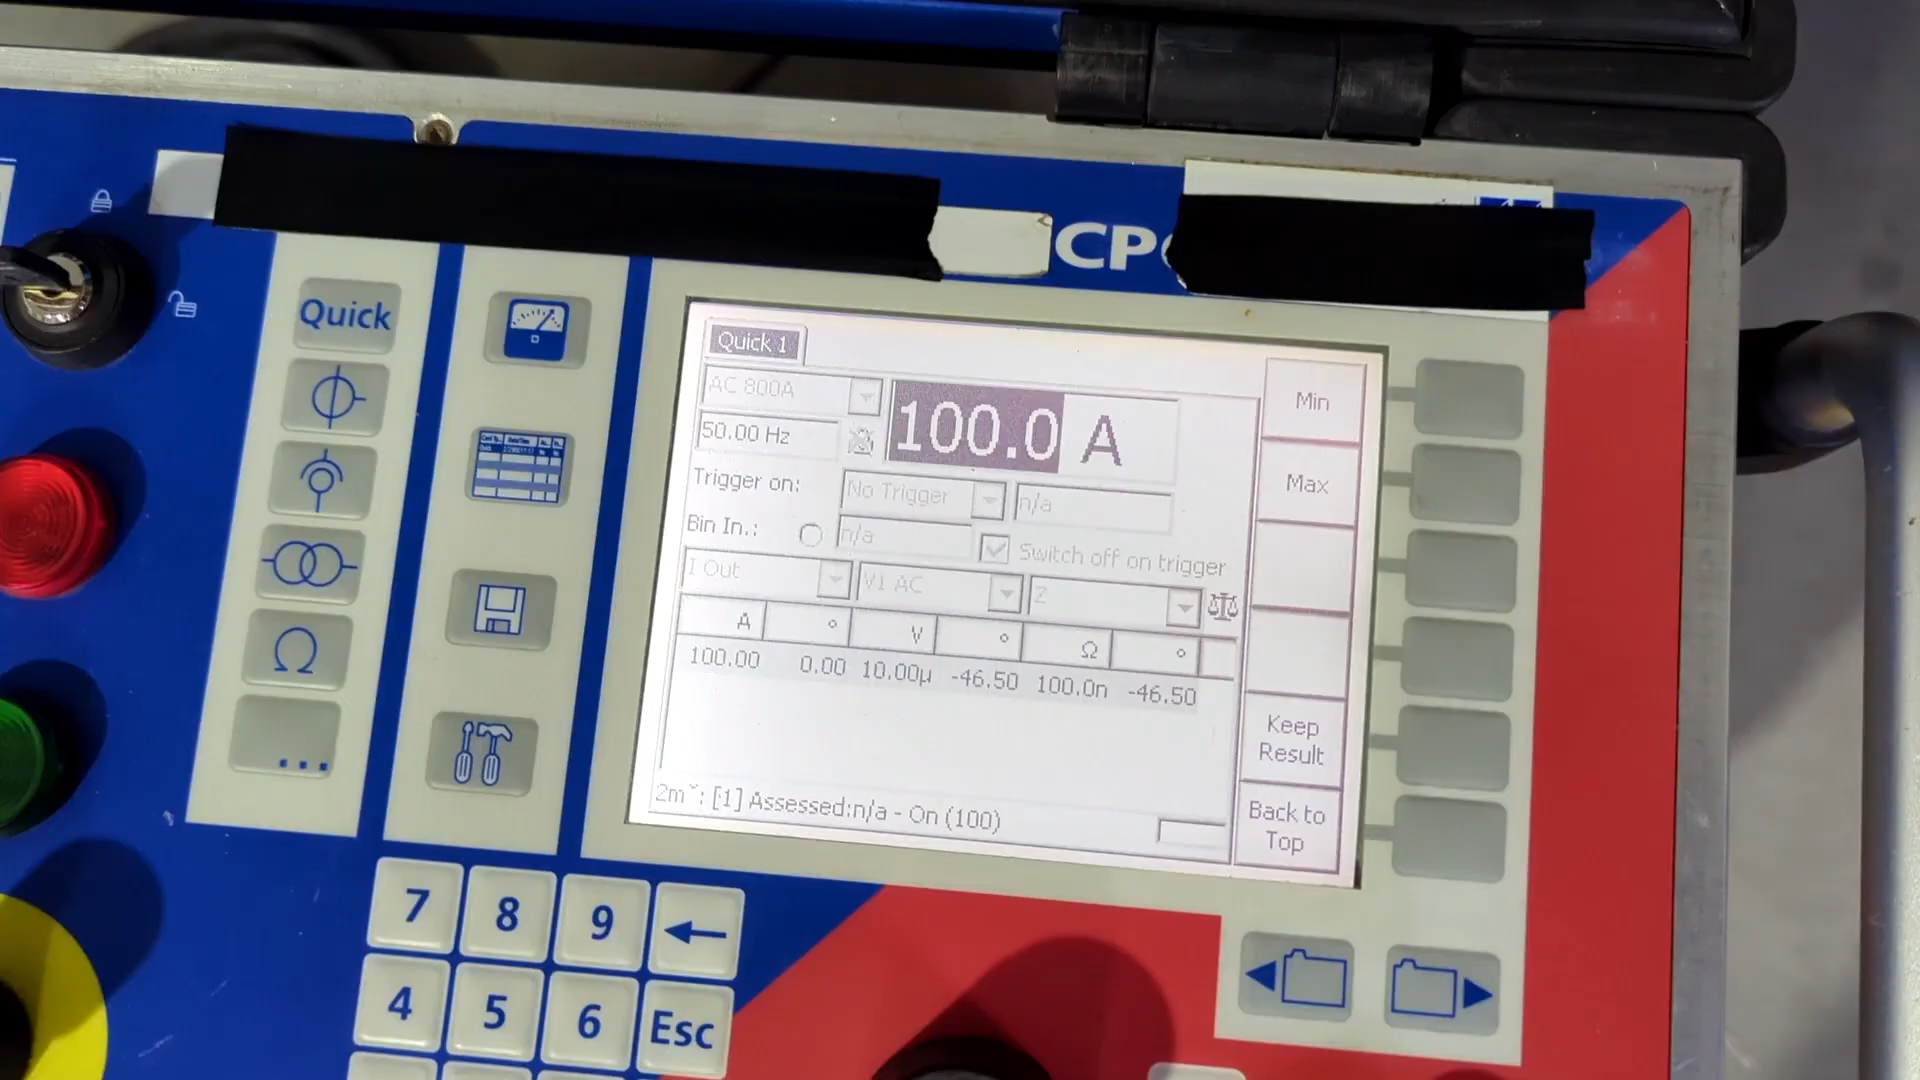 CP
Quick
Quick 1
AC 800A
100.0 A
50.00 Hz
Trigger on: No Trigger n/a
Bin In.: n/a Switch off on trigger
I Out V1 AC Z
A ° V ° Ω °
100.00 0.00 10.00µ -46.50 100.0n -46.50
2mˇ: [1] Assessed:n/a - On (100)
Min
Max
Keep
Result
Back to
Top
Ω
...
7 8 9 ←
4 5 6 Esc